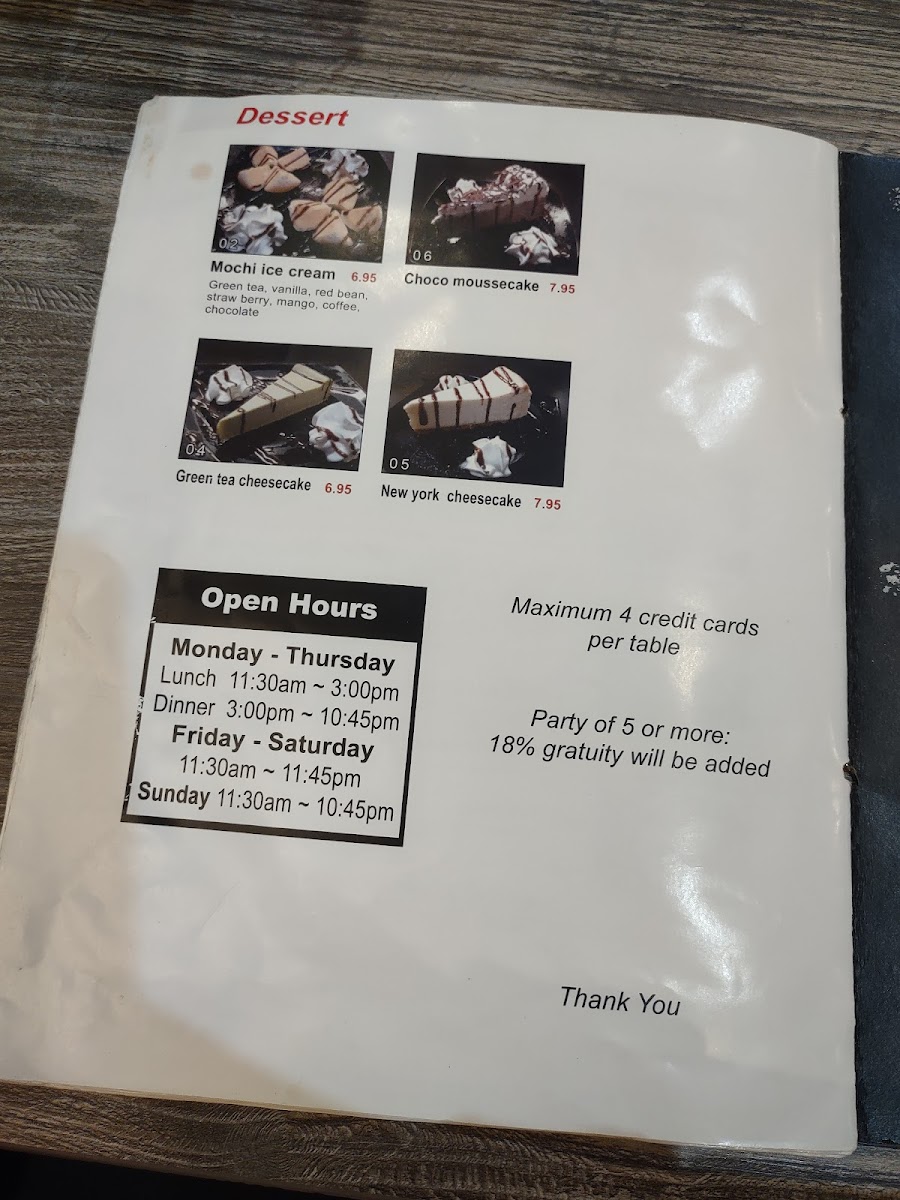 Dessert
02
Mochi ice cream 6.95
Green tea, vanilla, red bean,
straw berry, mango, coffee,
chocolate
06
Choco moussecake 7.95
04
Green tea cheesecake 6.95
05
New york cheesecake 7.95
Open Hours
Monday - Thursday
Lunch 11:30am ~ 3:00pm
Dinner 3:00pm ~ 10:45pm
Friday - Saturday
11:30am ~ 11:45pm
Sunday 11:30am ~ 10:45pm
Maximum 4 credit cards
per table
Party of 5 or more:
18% gratuity will be added
Thank You